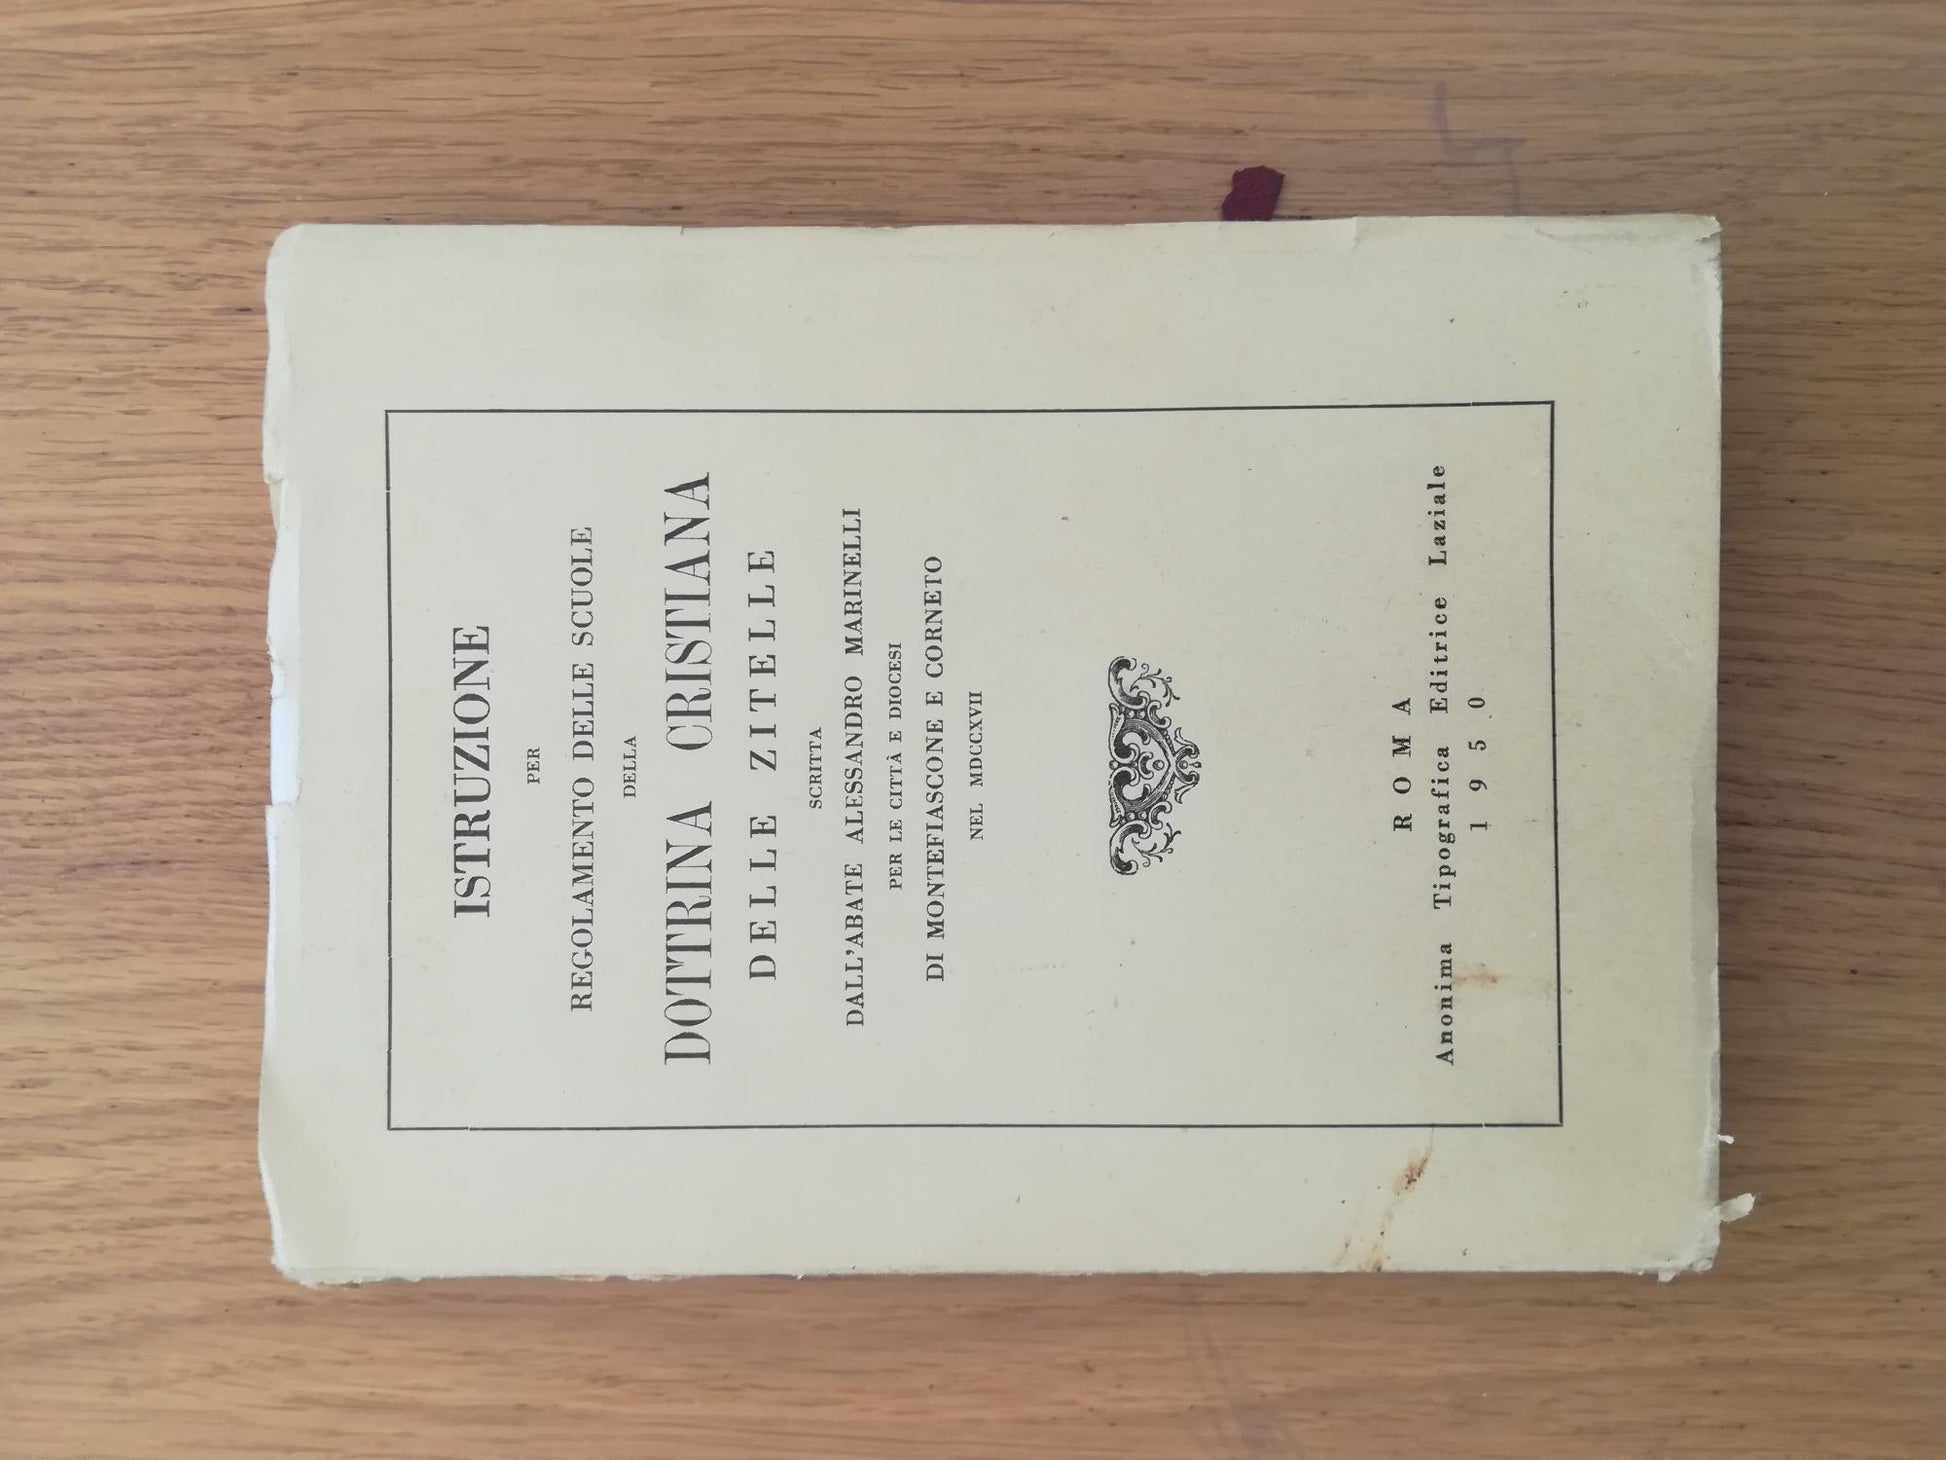 ISTRUZIONE
PER
REGOLAMENTO DELLE SCUOLE
DELLA
DOTTRINA CRISTIANA
DELLE ZITELLE
SCRITTA
DALL'ABATE ALESSANDRO MARINELLI
PER LE CITTÀ E DIOCESI
DI MONTEFIASCONE E CORNETO
NEL MDCCXVII
ROMA
Anonima Tipografica Editrice Laziale
1950